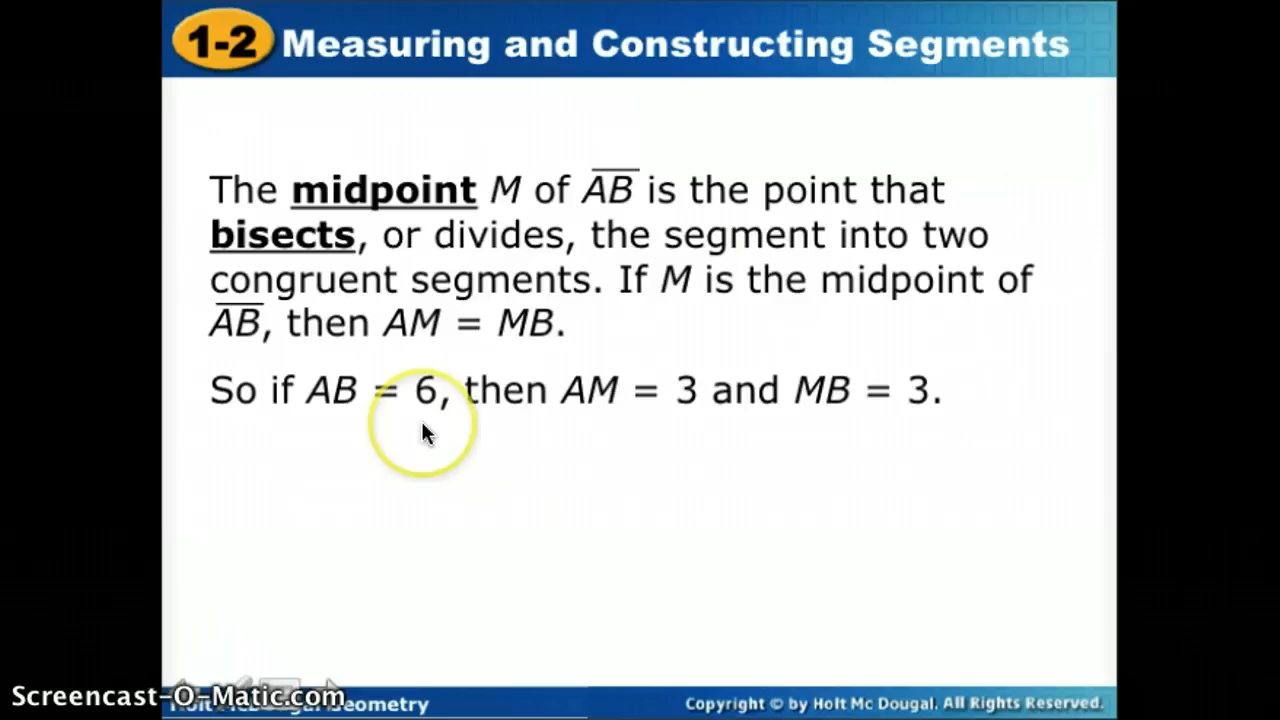 1-2 Measuring and Constructing Segments
The midpoint M of AB is the point that
bisects, or divides, the segment into two
congruent segments. If M is the midpoint of
AB, then AM = MB.
So if AB = 6, then AM = 3 and MB = 3.
Screencast-O-Matic.com
Geometry
Copyright © by Holt Mc Dougal. All Rights Reserved.